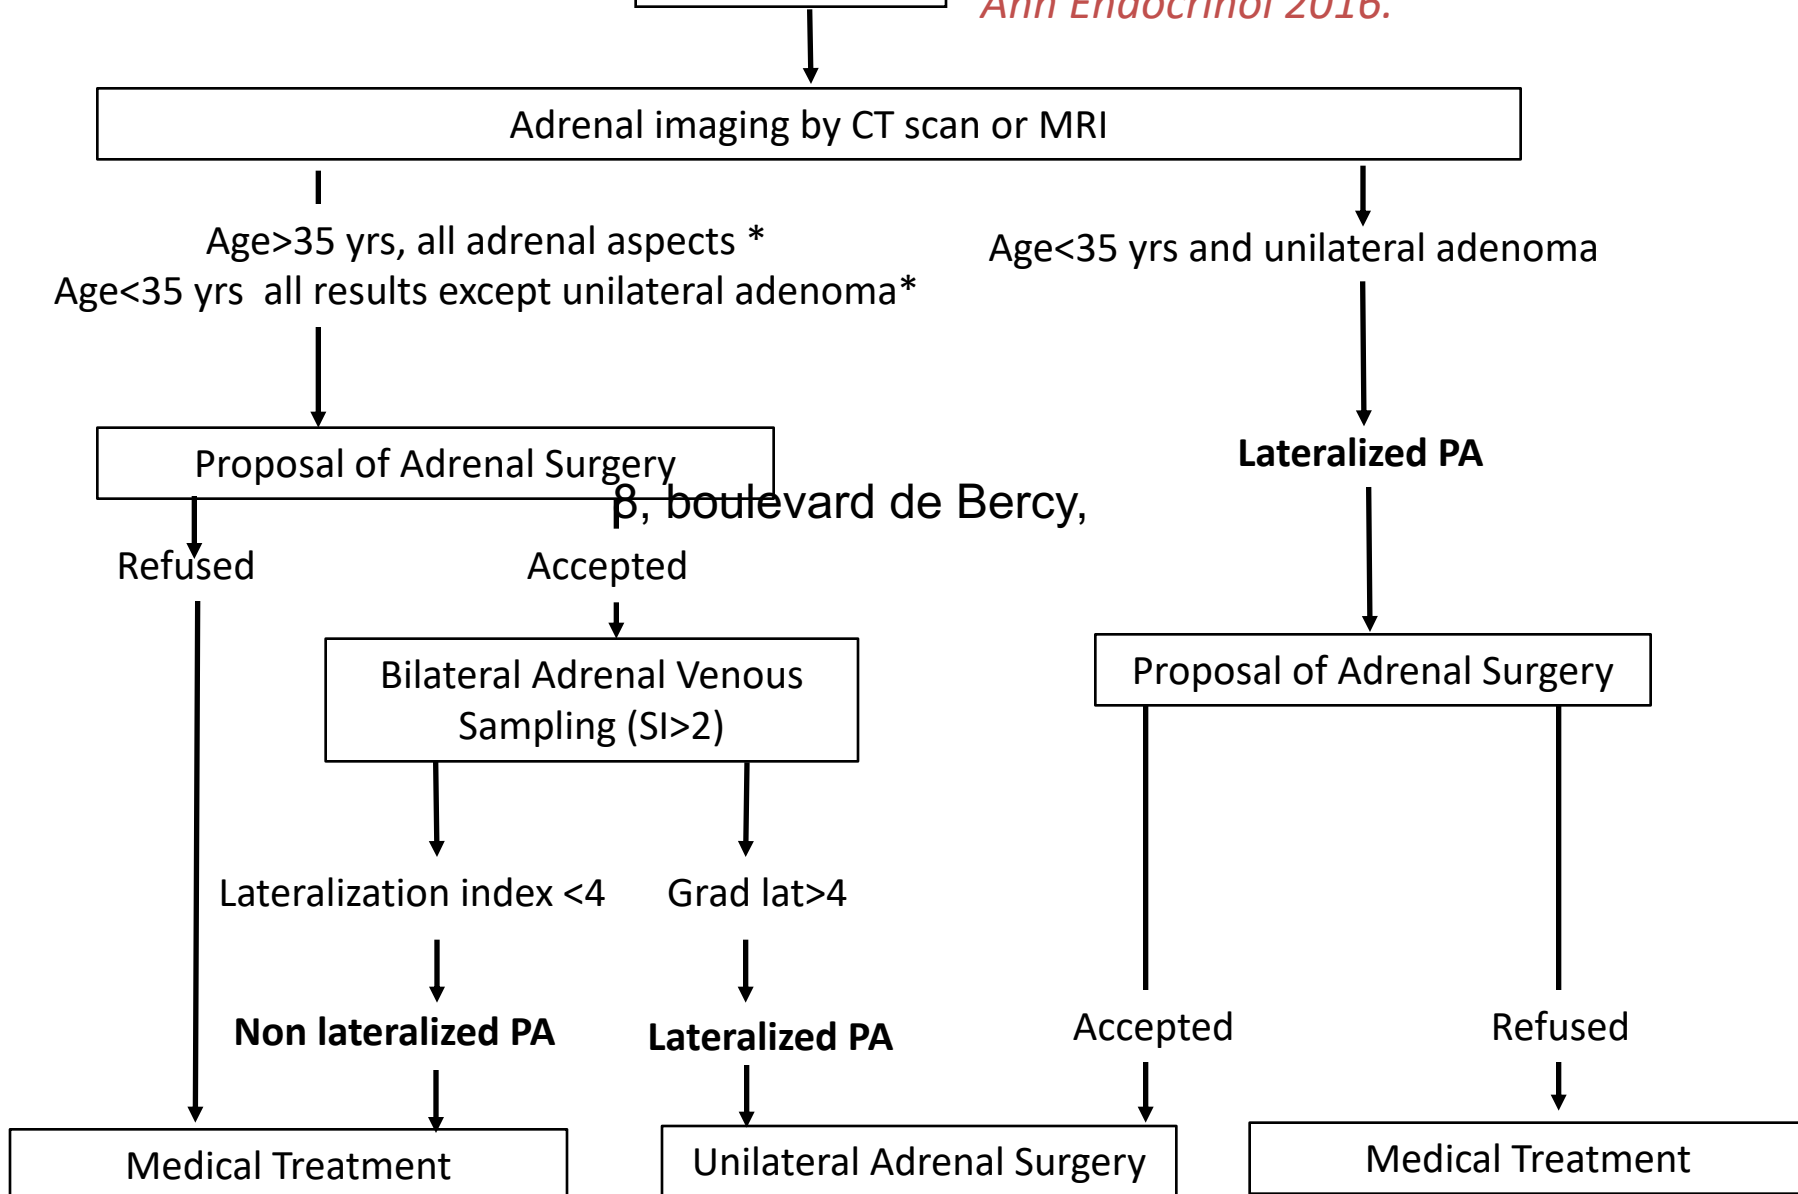 Ann Endocrinol 2016.
Adrenal imaging by CT scan or MRI
Age>35 yrs, all adrenal aspects *
Age<35 yrs  all results except unilateral adenoma*
Age<35 yrs and unilateral adenoma
Proposal of Adrenal Surgery
Lateralized PA
8, boulevard de Bercy,
Refused
Accepted
Bilateral Adrenal Venous
Sampling (SI>2)
Proposal of Adrenal Surgery
Lateralization index <4
Grad lat>4
Non lateralized PA
Lateralized PA
Accepted
Refused
Medical Treatment
Unilateral Adrenal Surgery
Medical Treatment